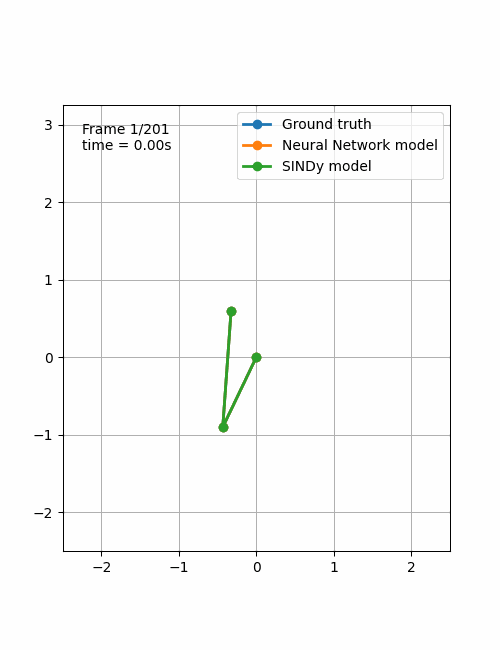 Frame 1/201
time = 0.00s
Ground truth
Neural Network model
SINDy model
3
2
1
0
−1
−2
−2
−1
0
1
2